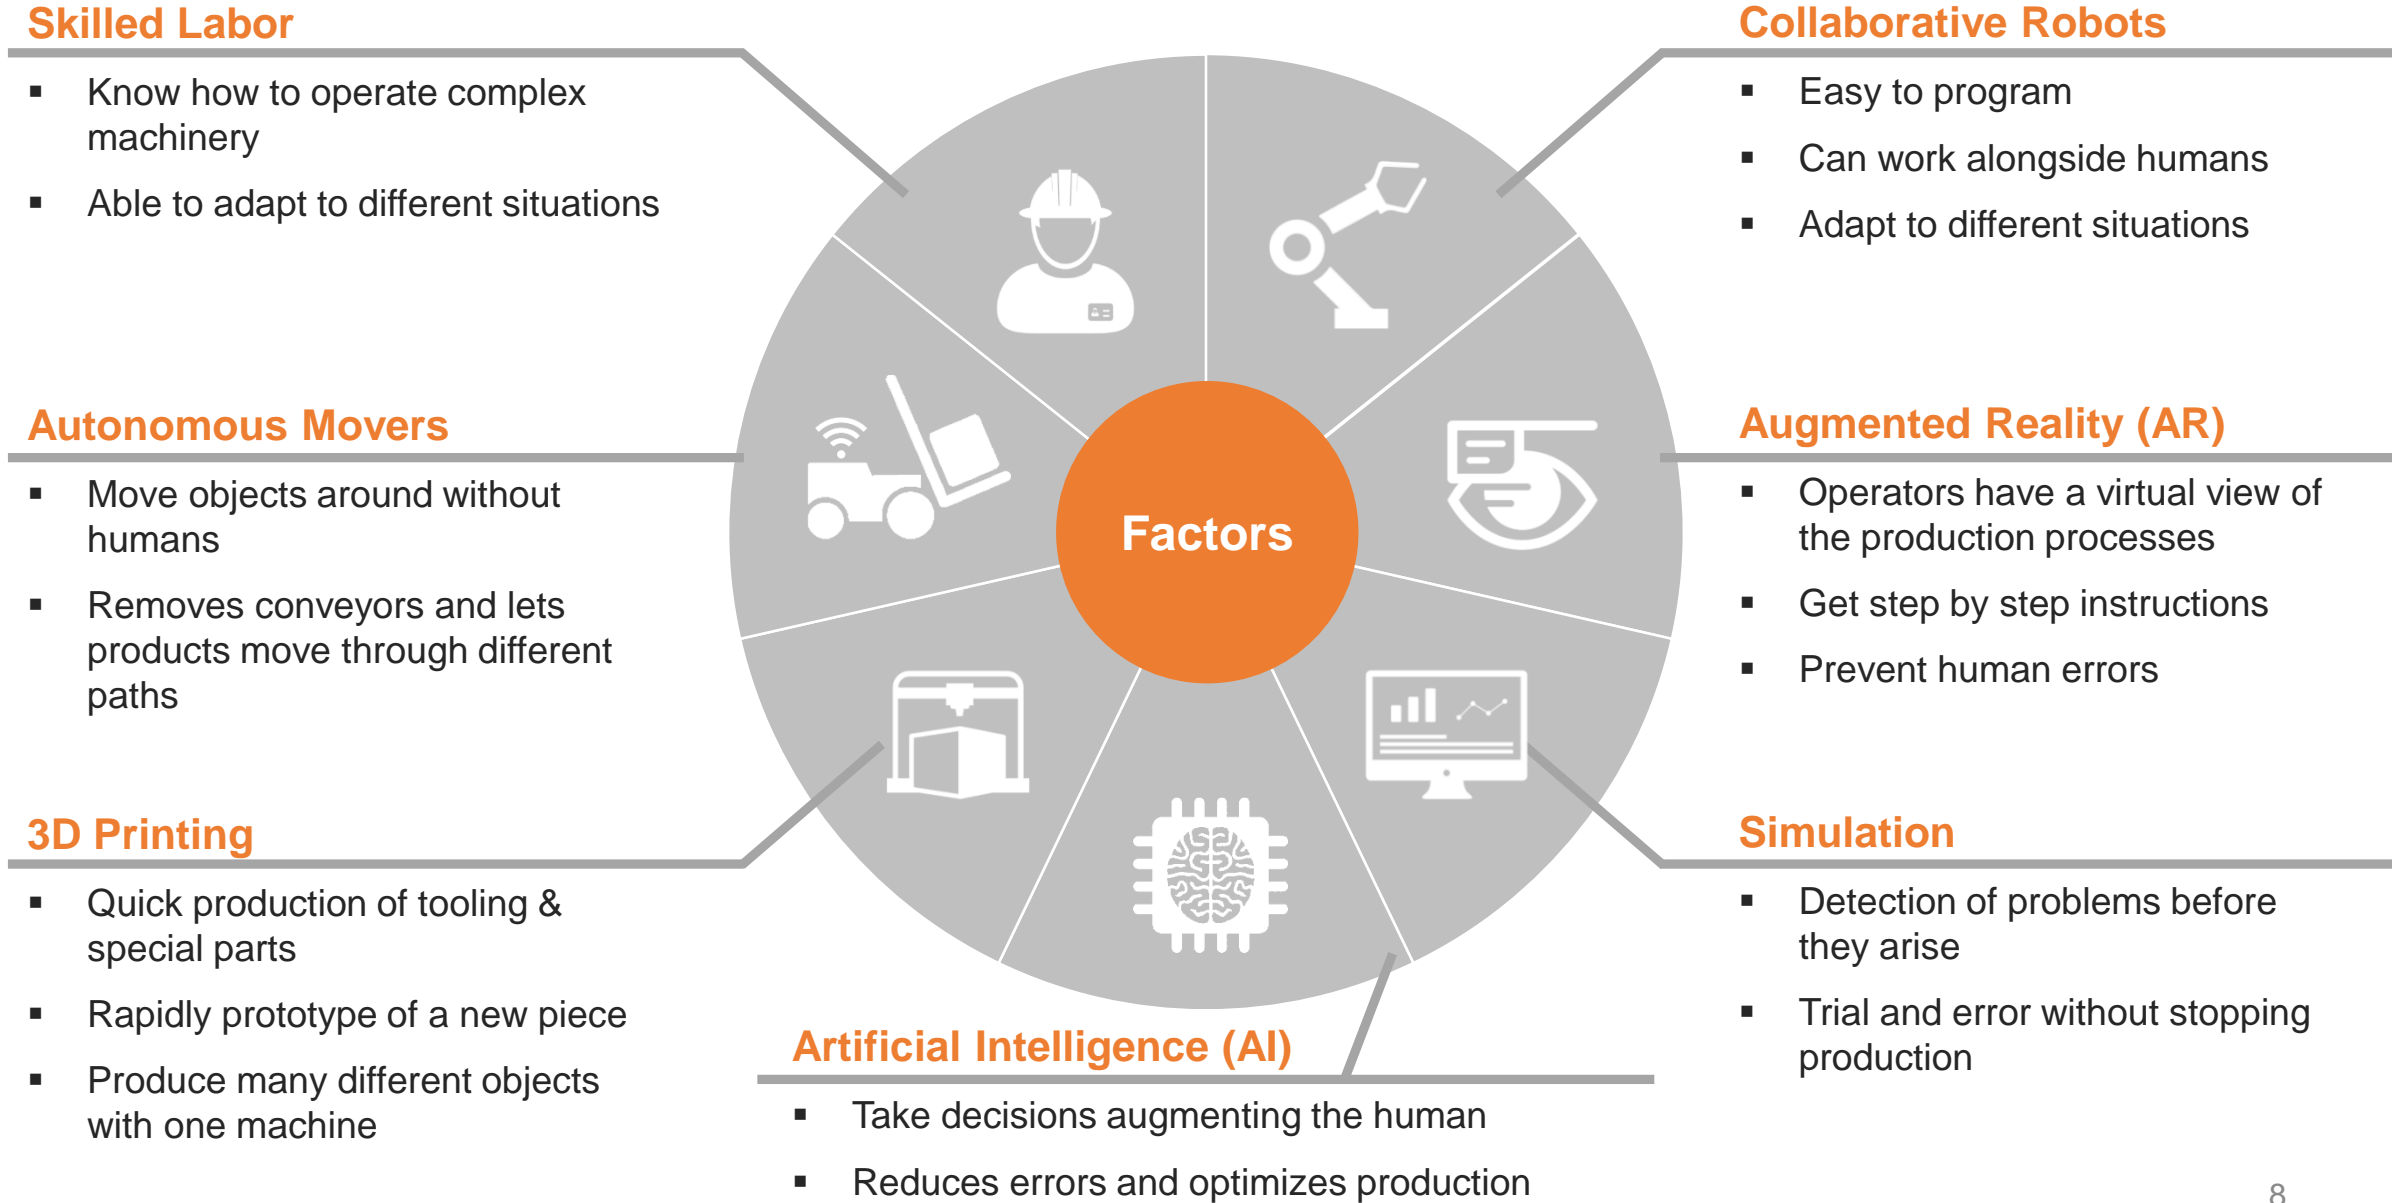 Skilled Labor
▪ Know how to operate complex
machinery
▪ Able to adapt to different situations
Autonomous Movers
▪ Move objects around without
humans
▪ Removes conveyors and lets
products move through different
paths
3D Printing
▪ Quick production of tooling &
special parts
▪ Rapidly prototype of a new piece
▪ Produce many different objects
with one machine
Factors
Artificial Intelligence (AI)
▪ Take decisions augmenting the human
▪ Reduces errors and optimizes production
Collaborative Robots
▪ Easy to program
▪ Can work alongside humans
▪ Adapt to different situations
Augmented Reality (AR)
▪ Operators have a virtual view of
the production processes
▪ Get step by step instructions
▪ Prevent human errors
Simulation
▪ Detection of problems before
they arise
▪ Trial and error without stopping
production
8